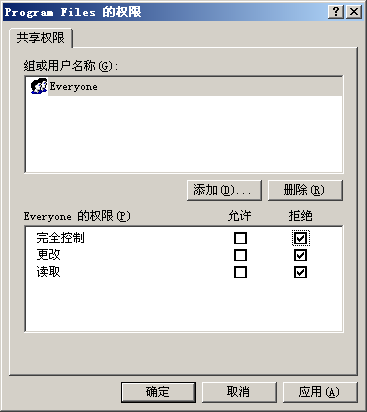 Program Files 的权限
共享权限
组或用户名称(G):
Everyone
添加(D)...
删除(R)
Everyone 的权限(P)
允许
拒绝
完全控制
更改
读取
确定
取消
应用(A)